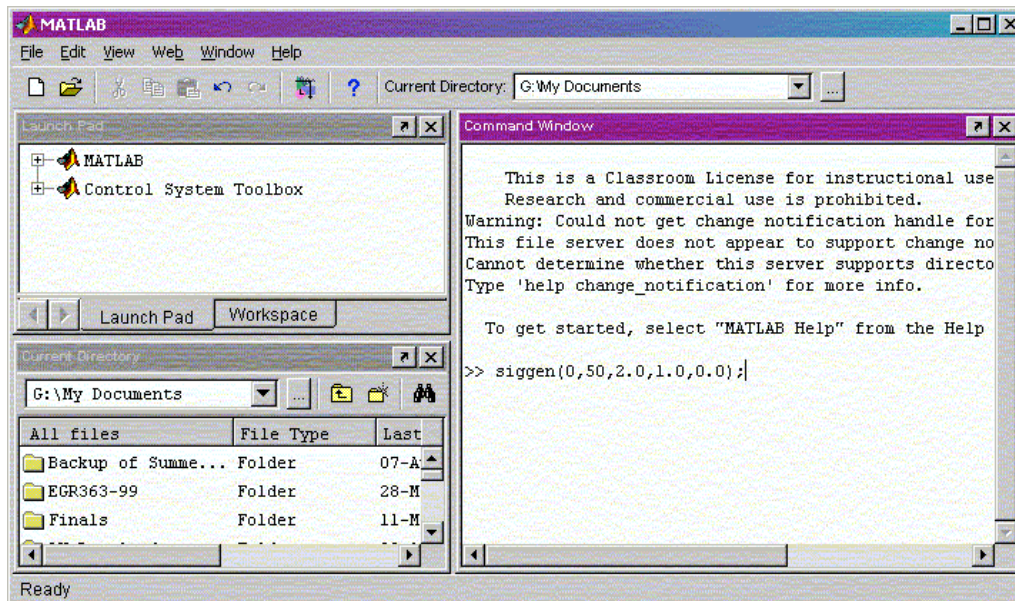 MATLAB
File Edit View Web Window Help
? Current Directory: G:\My Documents ...
Launch Pad
MATLAB
Control System Toolbox
Launch Pad Workspace
Current Directory
G:\My Documents ...
All files File Type Last
Backup of Summe... Folder 07-A
EGR363-99 Folder 28-M
Finals Folder 11-M
Command Window
This is a Classroom License for instructional use
Research and commercial use is prohibited.
Warning: Could not get change notification handle for
This file server does not appear to support change no
Cannot determine whether this server supports directo
Type 'help change_notification' for more info.
To get started, select "MATLAB Help" from the Help
>> siggen(0,50,2.0,1.0,0.0);
Ready